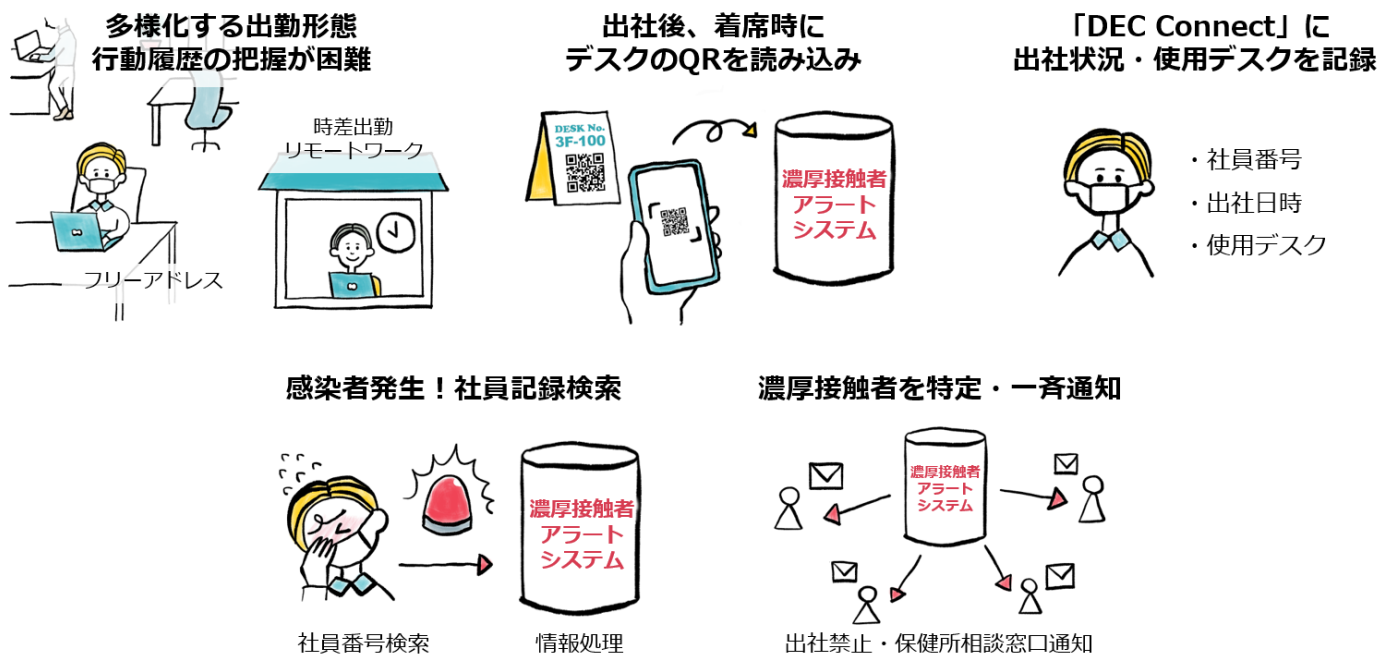 多様化する出勤形態
行動履歴の把握が困難
時差出勤
リモートワーク
フリーアドレス
出社後、着席時に
デスクのQRを読み込み
DESK No.
3F-100
濃厚接触者
アラート
システム
「DEC Connect」に
出社状況・使用デスクを記録
・社員番号
・出社日時
・使用デスク
感染者発生！社員記録検索
濃厚接触者
アラート
システム
社員番号検索
情報処理
濃厚接触者を特定・一斉通知
濃厚接触者
アラート
システム
出社禁止・保健所相談窓口通知